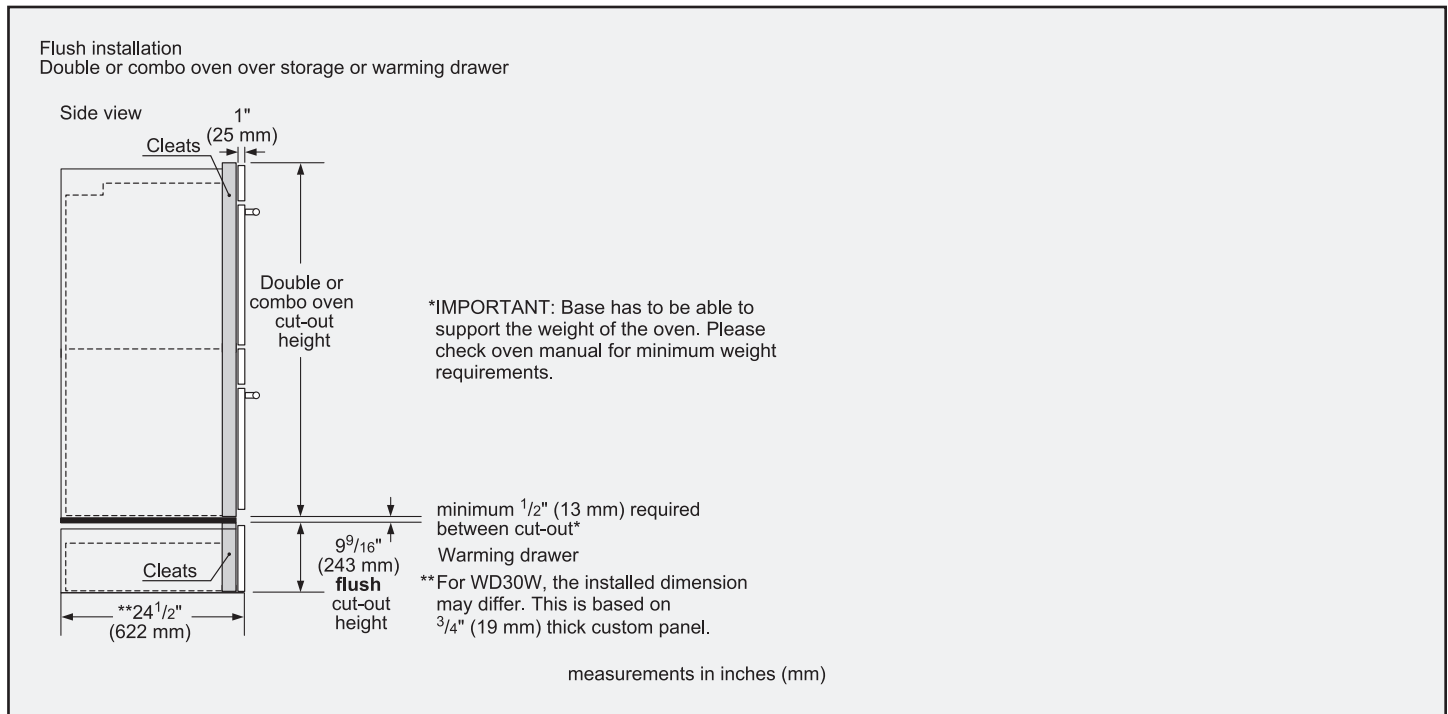 Flush installation
Double or combo oven over storage or warming drawer
Side view
1"
(25 mm)
Cleats
Double or
combo oven
cut-out
height
*IMPORTANT: Base has to be able to
support the weight of the oven. Please
check oven manual for minimum weight
requirements.
minimum 1/2" (13 mm) required
between cut-out*
9 9/16"
(243 mm)
flush
cut-out
height
Warming drawer
Cleats
**For WD30W, the installed dimension
may differ. This is based on
3/4" (19 mm) thick custom panel.
**24 1/2"
(622 mm)
measurements in inches (mm)